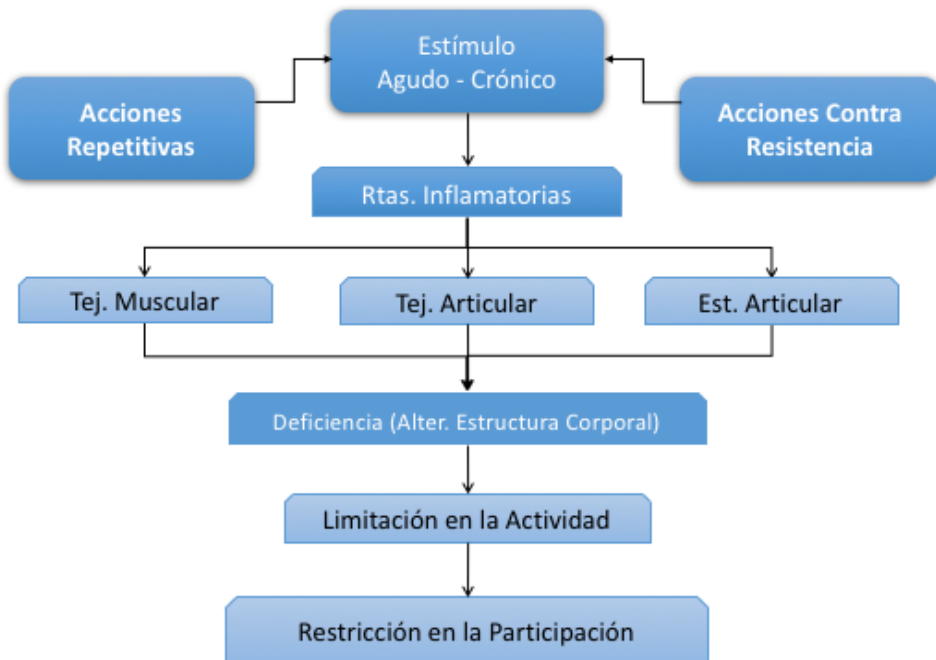 Estímulo
Agudo - Crónico
Acciones
Repetitivas
Acciones Contra
Resistencia
Rtas. Inflamatorias
Tej. Muscular
Tej. Articular
Est. Articular
Deficiencia (Alter. Estructura Corporal)
Limitación en la Actividad
Restricción en la Participación